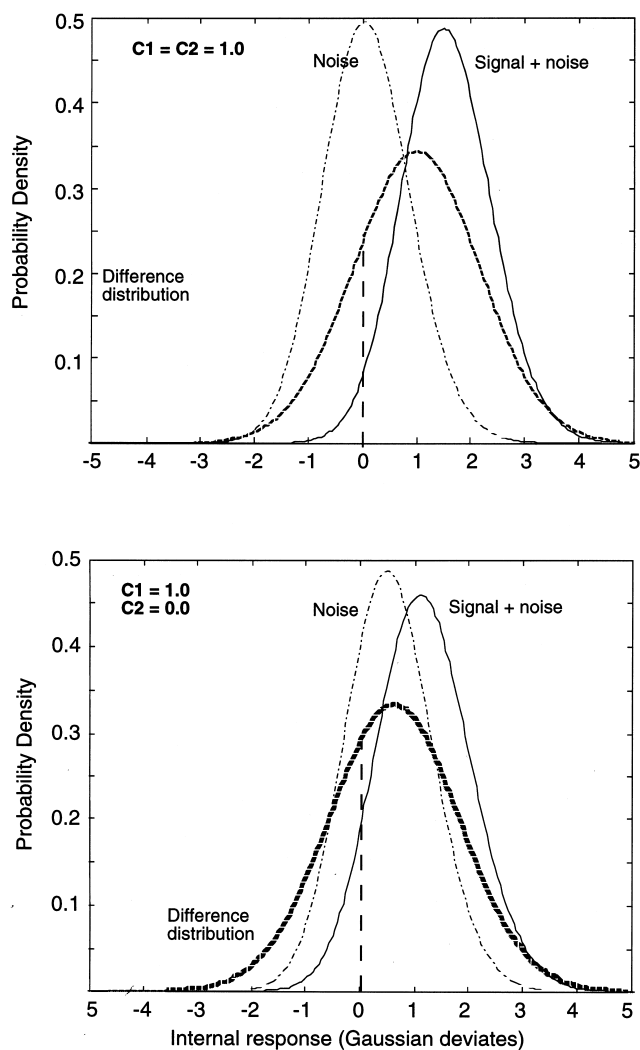 0.5
C1 = C2 = 1.0
Noise
Signal + noise
0.4
0.3
Probability Density
0.2
Difference
distribution
0.1
-5 -4 -3 -2 -1 0 1 2 3 4 5
0.5
C1 = 1.0
C2 = 0.0
Noise
Signal + noise
0.4
0.3
Probability Density
0.2
Difference
distribution
0.1
5 -4 -3 -2 -1 0 1 2 3 4 5
Internal response (Gaussian deviates)